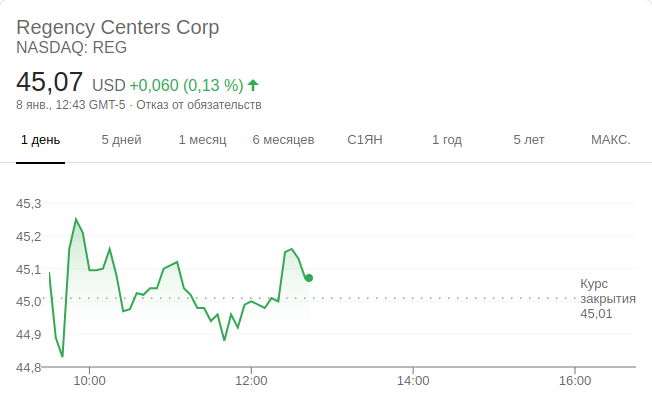 Regency Centers Corp
NASDAQ: REG
45,07 USD +0,060 (0,13 %)
8 янв., 12:43 GMT-5 · Отказ от обязательств
1 день 5 дней 1 месяц 6 месяцев С1ЯН 1 год 5 лет МАКС.
45,3
45,2
45,1
45,0
44,9
44,8
Курс
закрытия
45,01
10:00 12:00 14:00 16:00